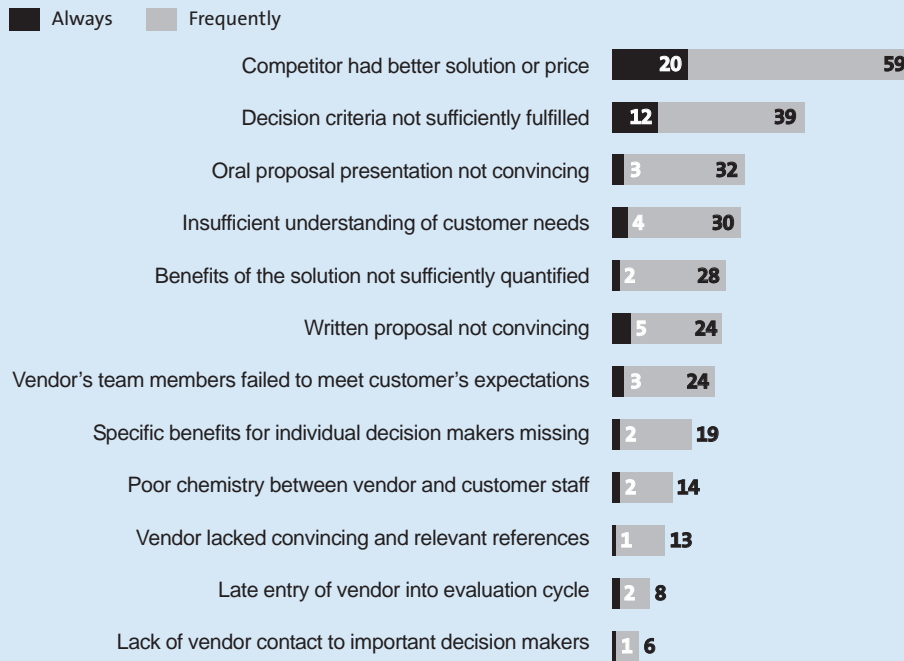 Always Frequently
Competitor had better solution or price 20 59
Decision criteria not sufficiently fulfilled 12 39
Oral proposal presentation not convincing 3 32
Insufficient understanding of customer needs 4 30
Benefits of the solution not sufficiently quantified 2 28
Written proposal not convincing 5 24
Vendor’s team members failed to meet customer’s expectations 3 24
Specific benefits for individual decision makers missing 2 19
Poor chemistry between vendor and customer staff 2 14
Vendor lacked convincing and relevant references 1 13
Late entry of vendor into evaluation cycle 2 8
Lack of vendor contact to important decision makers 1 6